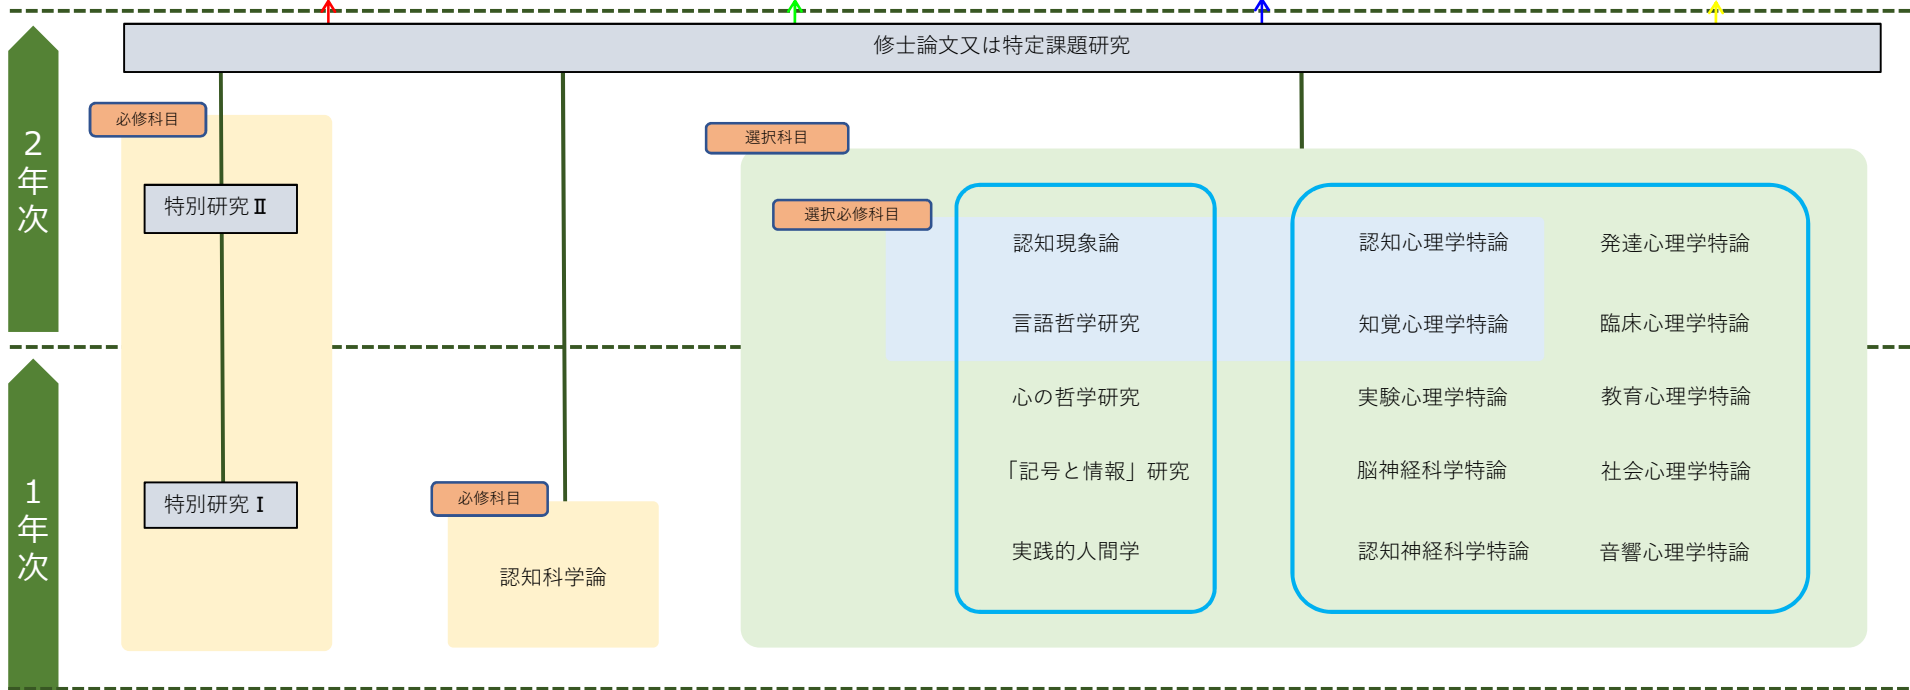 修士論文又は特定課題研究
2年次
必修科目
特別研究Ⅱ
選択科目
選択必修科目
認知現象論
認知心理学特論
発達心理学特論
言語哲学研究
知覚心理学特論
臨床心理学特論
1年次
特別研究Ⅰ
必修科目
認知科学論
心の哲学研究
実験心理学特論
教育心理学特論
「記号と情報」研究
脳神経科学特論
社会心理学特論
実践的人間学
認知神経科学特論
音響心理学特論